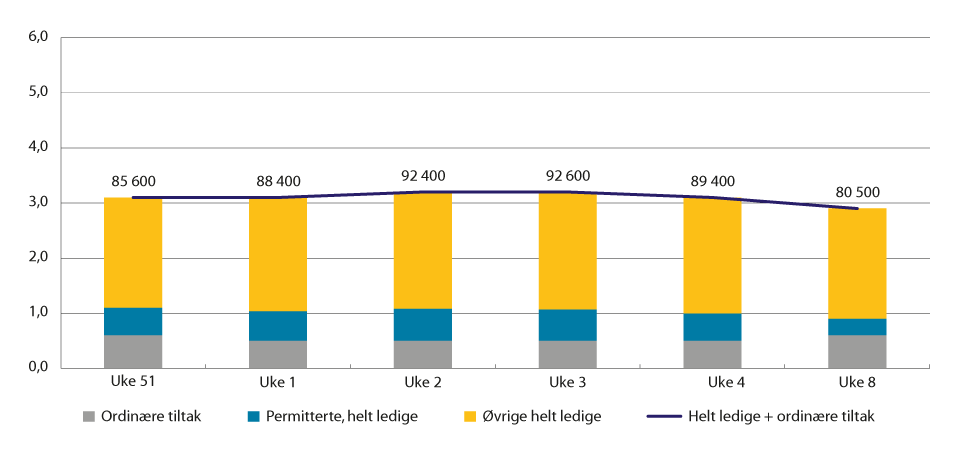 6,0
5,0
4,0
3,0
2,0
1,0
0,0
85 600 88 400 92 400 92 600 89 400 80 500
Uke 51 Uke 1 Uke 2 Uke 3 Uke 4 Uke 8
Ordinære tiltak Permitterte, helt ledige Øvrige helt ledige Helt ledige + ordinære tiltak